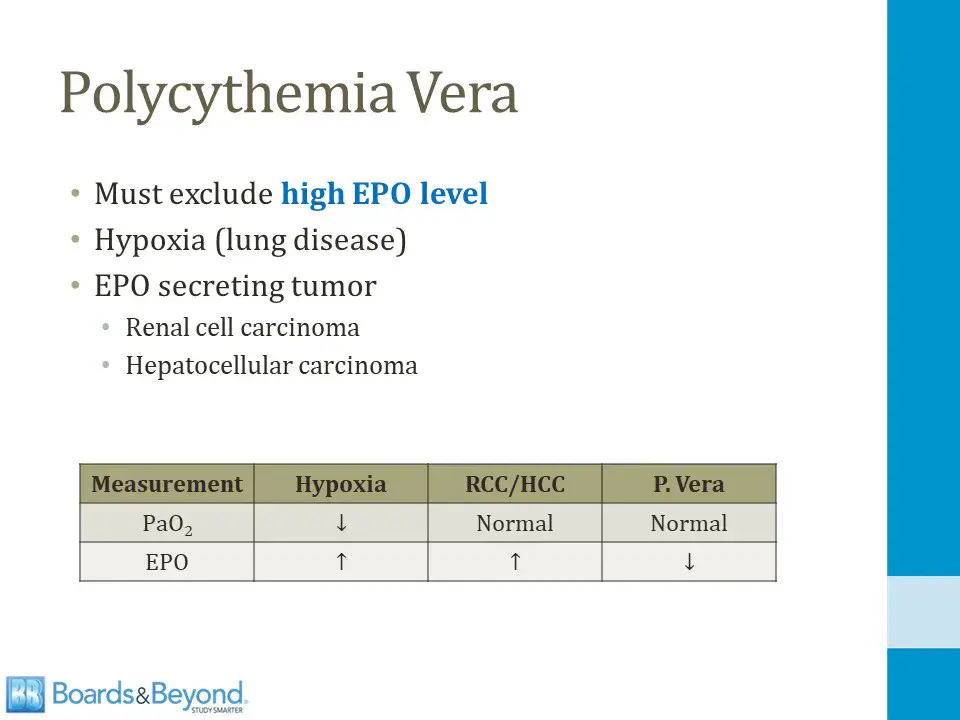 Polycythemia Vera
• Must exclude high EPO level
• Hypoxia (lung disease)
• EPO secreting tumor
• Renal cell carcinoma
• Hepatocellular carcinoma
Measurement Hypoxia RCC/HCC P. Vera
PaO₂ ↓ Normal Normal
EPO ↑ ↑ ↓
BB Boards&Beyond.
STUDY SMARTER